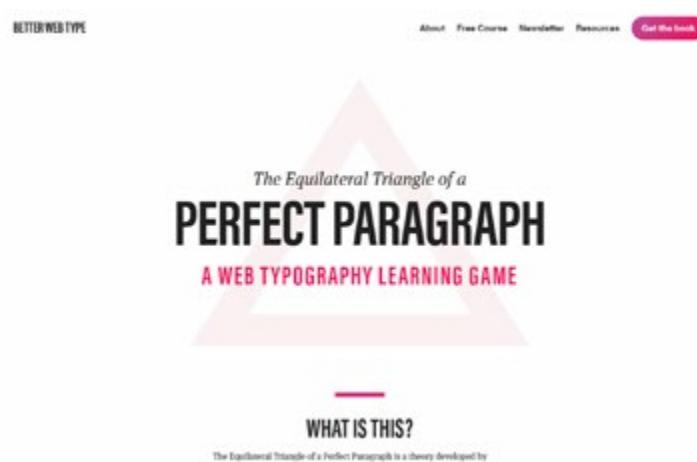 BETTER WEB TYPE
About Free Course Newsletter Resources Get the book
The Equilateral Triangle of a
PERFECT PARAGRAPH
A WEB TYPOGRAPHY LEARNING GAME
WHAT IS THIS?
The Equilateral Triangle of a Perfect Paragraph is a theory developed by